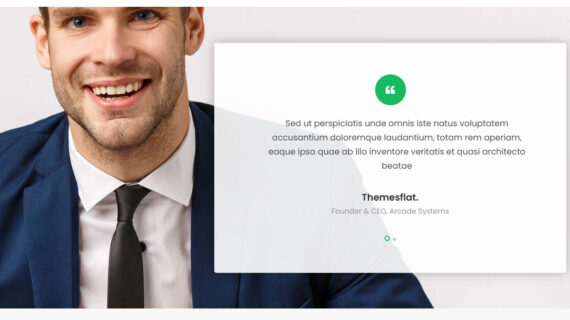 Sed ut perspiciatis unde omnis iste natus voluptatem
accusantium doloremque laudantium, totam rem aperiam,
eaque ipsa quae ab illo inventore veritatis et quasi architecto
beatae
Themesflat.
Founder & CEO, Arcade Systems